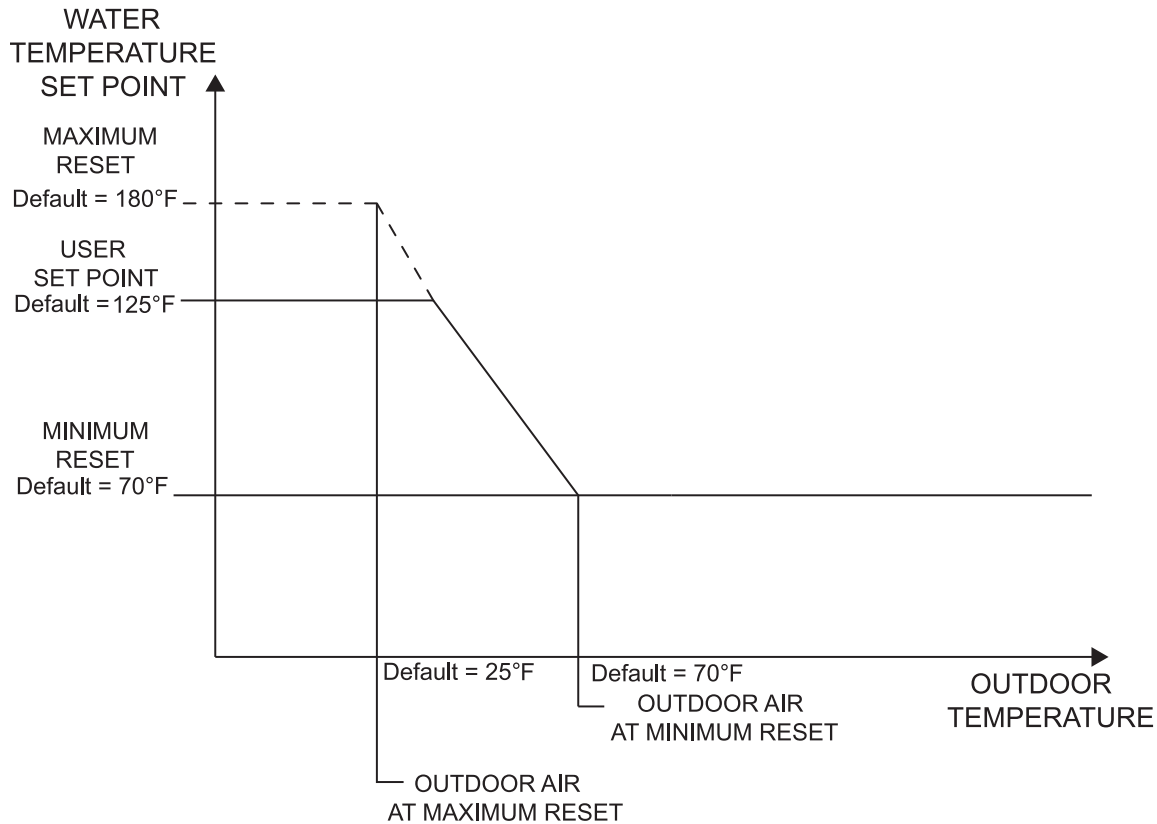 WATER
TEMPERATURE
SET POINT
MAXIMUM
RESET
Default = 180°F
USER
SET POINT
Default = 125°F
MINIMUM
RESET
Default = 70°F
Default = 25°F
Default = 70°F
OUTDOOR AIR
AT MINIMUM RESET
OUTDOOR
TEMPERATURE
OUTDOOR AIR
AT MAXIMUM RESET